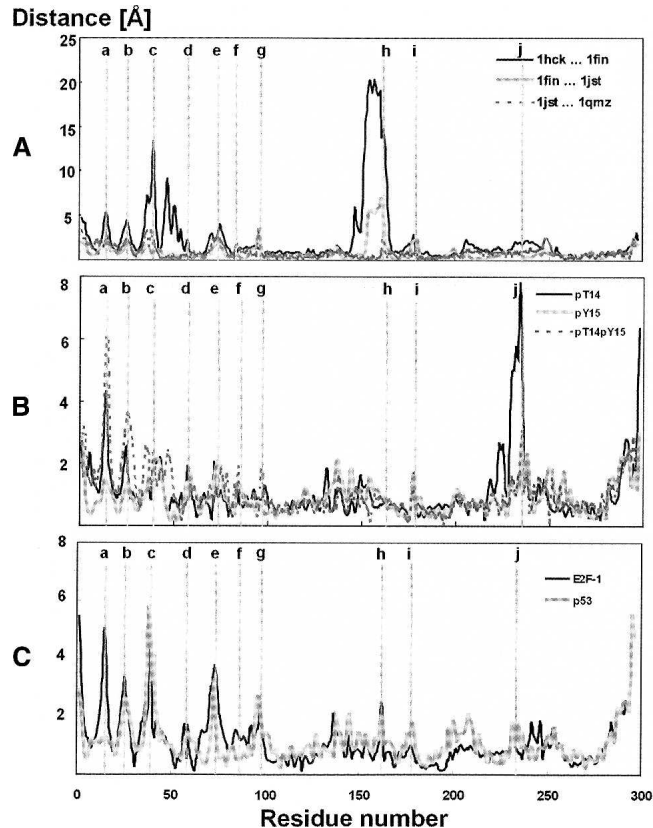 Distance [Å]
A
25
20
15
10
5
a b c d e f g h i j
1hck ... 1fin
1fin ... 1jst
1jst ... 1qmz
B
8
6
4
2
a b c d e f g h i j
pT14
pY15
pT14pY15
C
8
6
4
2
a b c d e f g h i j
E2F-1
p53
0 50 100 150 200 250 300
Residue number